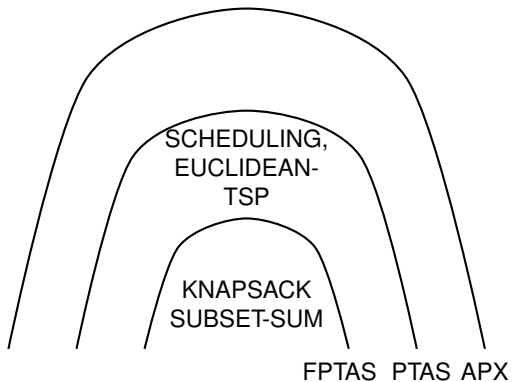 SCHEDULING,
EUCLIDEAN-
TSP
KNAPSACK
SUBSET-SUM
FPTAS PTAS APX